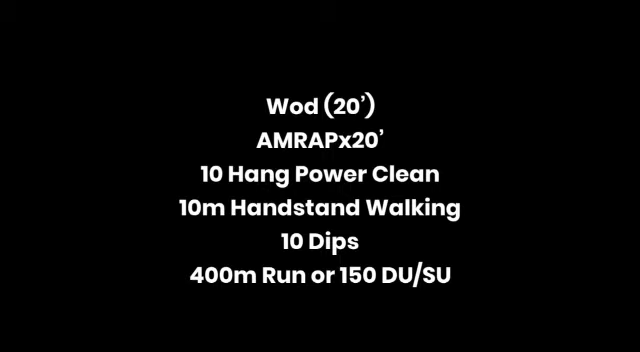 Wod (20’)
AMRAPx20’
10 Hang Power Clean
10m Handstand Walking
10 Dips
400m Run or 150 DU/SU